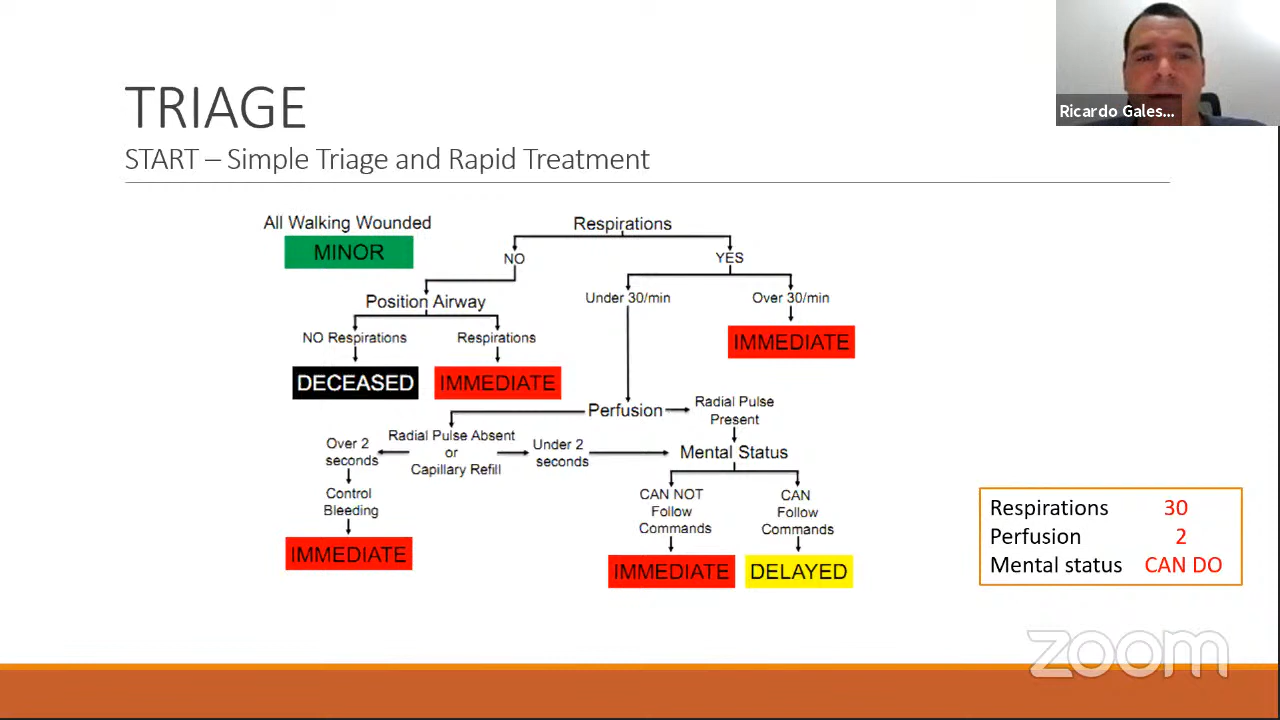 Ricardo Gales...
TRIAGE
START – Simple Triage and Rapid Treatment
All Walking Wounded
MINOR
Respirations
NO
YES
Position Airway
Under 30/min
Over 30/min
NO Respirations
Respirations
IMMEDIATE
DECEASED
IMMEDIATE
Perfusion
Radial Pulse
Present
Radial Pulse Absent
or
Capillary Refill
Over 2
seconds
Under 2
seconds
Mental Status
Control
Bleeding
CAN NOT
Follow
Commands
CAN
Follow
Commands
IMMEDIATE
IMMEDIATE
DELAYED
Respirations 30
Perfusion 2
Mental status CAN DO
zoom